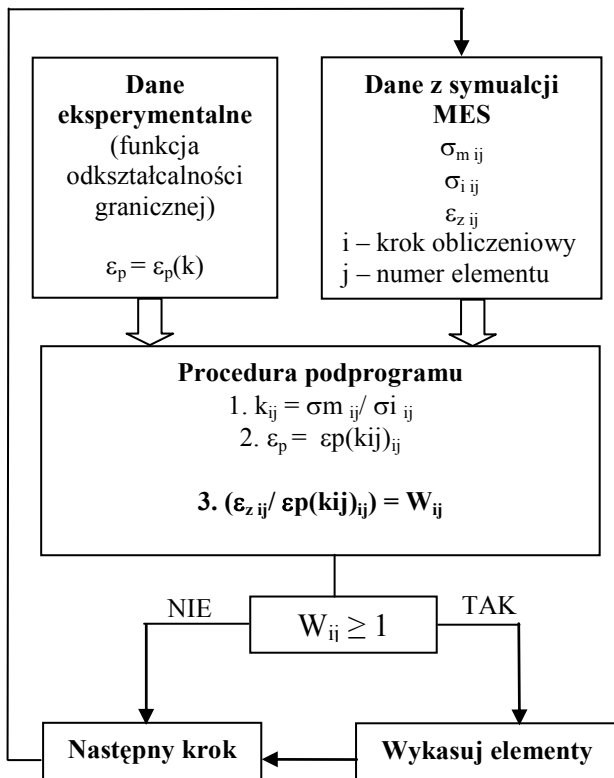 Dane
eksperymentalne
(funkcja
odkształcalności
granicznej)
εp = εp(k)
Dane z symualcji
MES
σm ij
σi ij
εz ij
i – krok obliczeniowy
j – numer elementu
Procedura podprogramu
1. kij = σm ij/ σi ij
2. εp = εp(kij)ij
3. (εz ij/ εp(kij)ij) = Wij
NIE
Wij ≥ 1
TAK
Następny krok
Wykasuj elementy